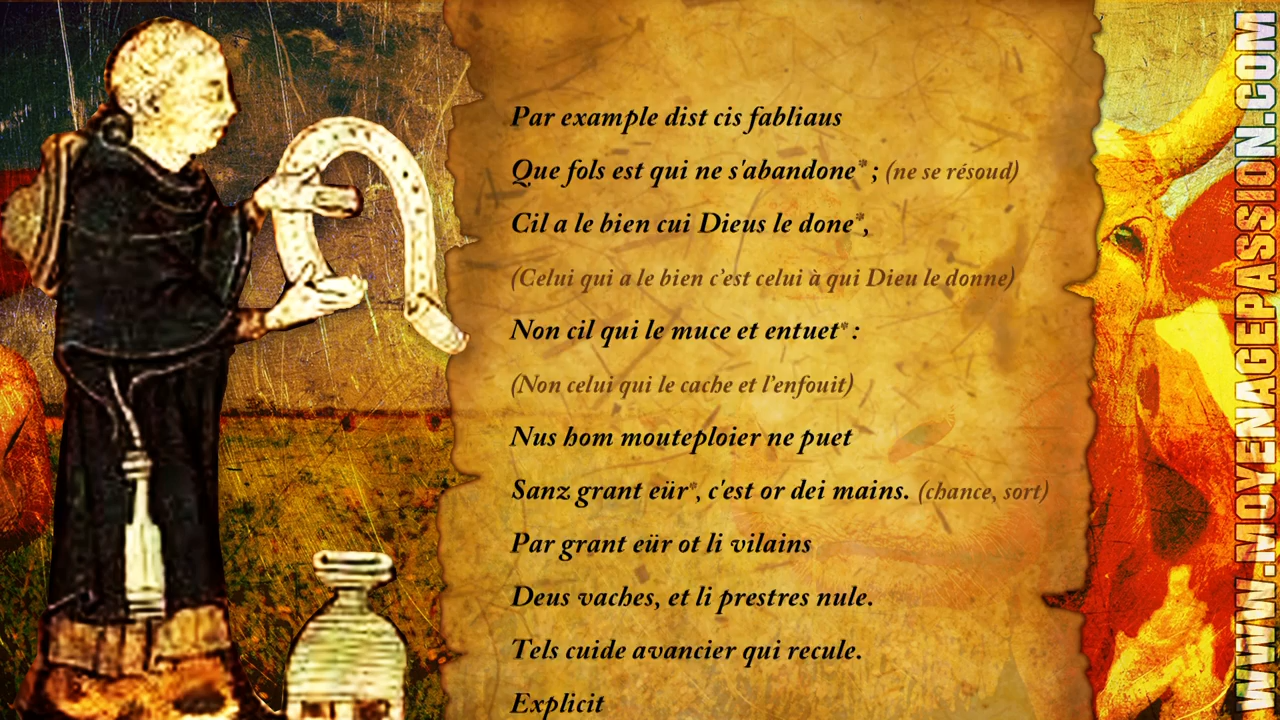 Par example dist cis fabliaus
Que fols est qui ne s'abandone* ; (ne se résoud)
Cil a le bien cui Dieus le done*,
(Celui qui a le bien c'est celui à qui Dieu le donne)
Non cil qui le muce et entuet* :
(Non celui qui le cache et l'enfouit)
Nus hom mouteploier ne puet
Sanz grant eür*, c'est or dei mains. (chance, sort)
Par grant eür ot li vilains
Deus vaches, et li prestres nule.
Tels cuide avancier qui recule.
Explicit
WWW.MOYENAGEPASSION.COM